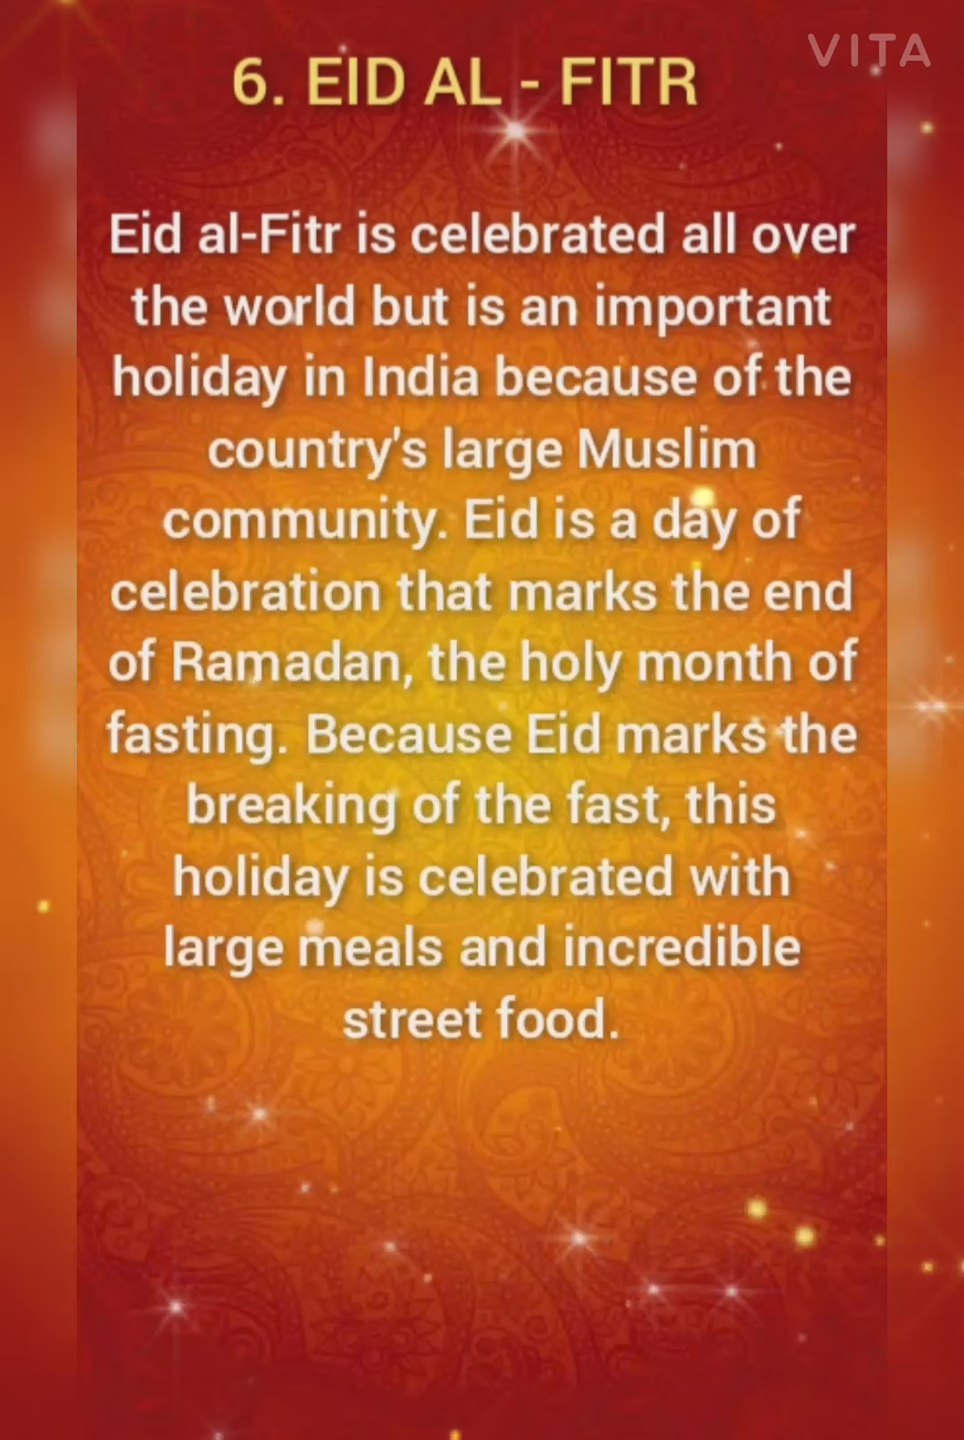 VITA
6. EID AL - FITR
Eid al-Fitr is celebrated all over
the world but is an important
holiday in India because of the
country's large Muslim
community. Eid is a day of
celebration that marks the end
of Ramadan, the holy month of
fasting. Because Eid marks the
breaking of the fast, this
holiday is celebrated with
large meals and incredible
street food.